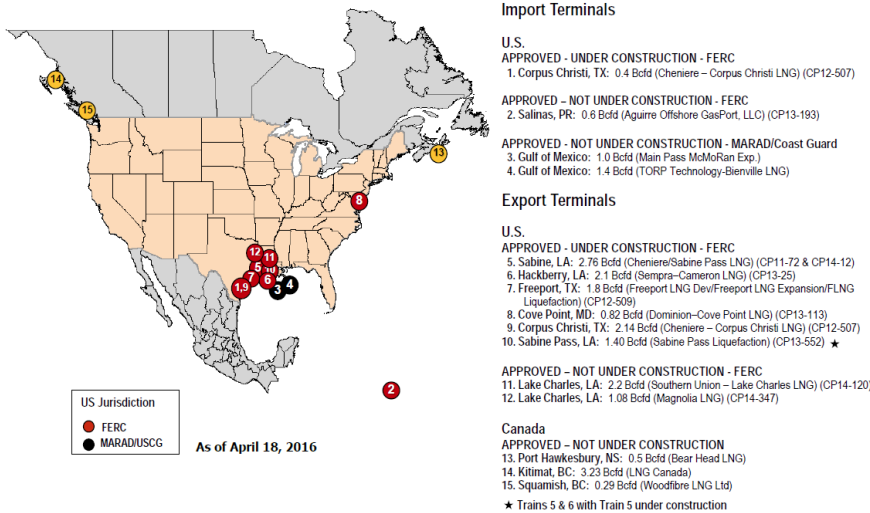 Import Terminals
U.S.
APPROVED - UNDER CONSTRUCTION - FERC
1. Corpus Christi, TX: 0.4 Bcfd (Cheniere – Corpus Christi LNG) (CP12-507)
APPROVED – NOT UNDER CONSTRUCTION - FERC
2. Salinas, PR: 0.6 Bcfd (Aguirre Offshore GasPort, LLC) (CP13-193)
APPROVED - NOT UNDER CONSTRUCTION - MARAD/Coast Guard
3. Gulf of Mexico: 1.0 Bcfd (Main Pass McMoRan Exp.)
4. Gulf of Mexico: 1.4 Bcfd (TORP Technology-Bienville LNG)
Export Terminals
U.S.
APPROVED - UNDER CONSTRUCTION - FERC
5. Sabine, LA: 2.76 Bcfd (Cheniere/Sabine Pass LNG) (CP11-72 & CP14-12)
6. Hackberry, LA: 2.1 Bcfd (Sempra–Cameron LNG) (CP13-25)
7. Freeport, TX: 1.8 Bcfd (Freeport LNG Dev/Freeport LNG Expansion/FLNG
Liquefaction) (CP12-509)
8. Cove Point, MD: 0.82 Bcfd (Dominion–Cove Point LNG) (CP13-113)
9. Corpus Christi, TX: 2.14 Bcfd (Cheniere – Corpus Christi LNG) (CP12-507)
10. Sabine Pass, LA: 1.40 Bcfd (Sabine Pass Liquefaction) (CP13-552) ★
APPROVED – NOT UNDER CONSTRUCTION - FERC
11. Lake Charles, LA: 2.2 Bcfd (Southern Union – Lake Charles LNG) (CP14-120)
12. Lake Charles, LA: 1.08 Bcfd (Magnolia LNG) (CP14-347)
Canada
APPROVED – NOT UNDER CONSTRUCTION
13. Port Hawkesbury, NS: 0.5 Bcfd (Bear Head LNG)
14. Kitimat, BC: 3.23 Bcfd (LNG Canada)
15. Squamish, BC: 0.29 Bcfd (Woodfibre LNG Ltd)
★ Trains 5 & 6 with Train 5 under construction
14
15
13
8
12
11
5
10
7
6
1,9
3
4
2
US Jurisdiction
FERC
MARAD/USCG
As of April 18, 2016